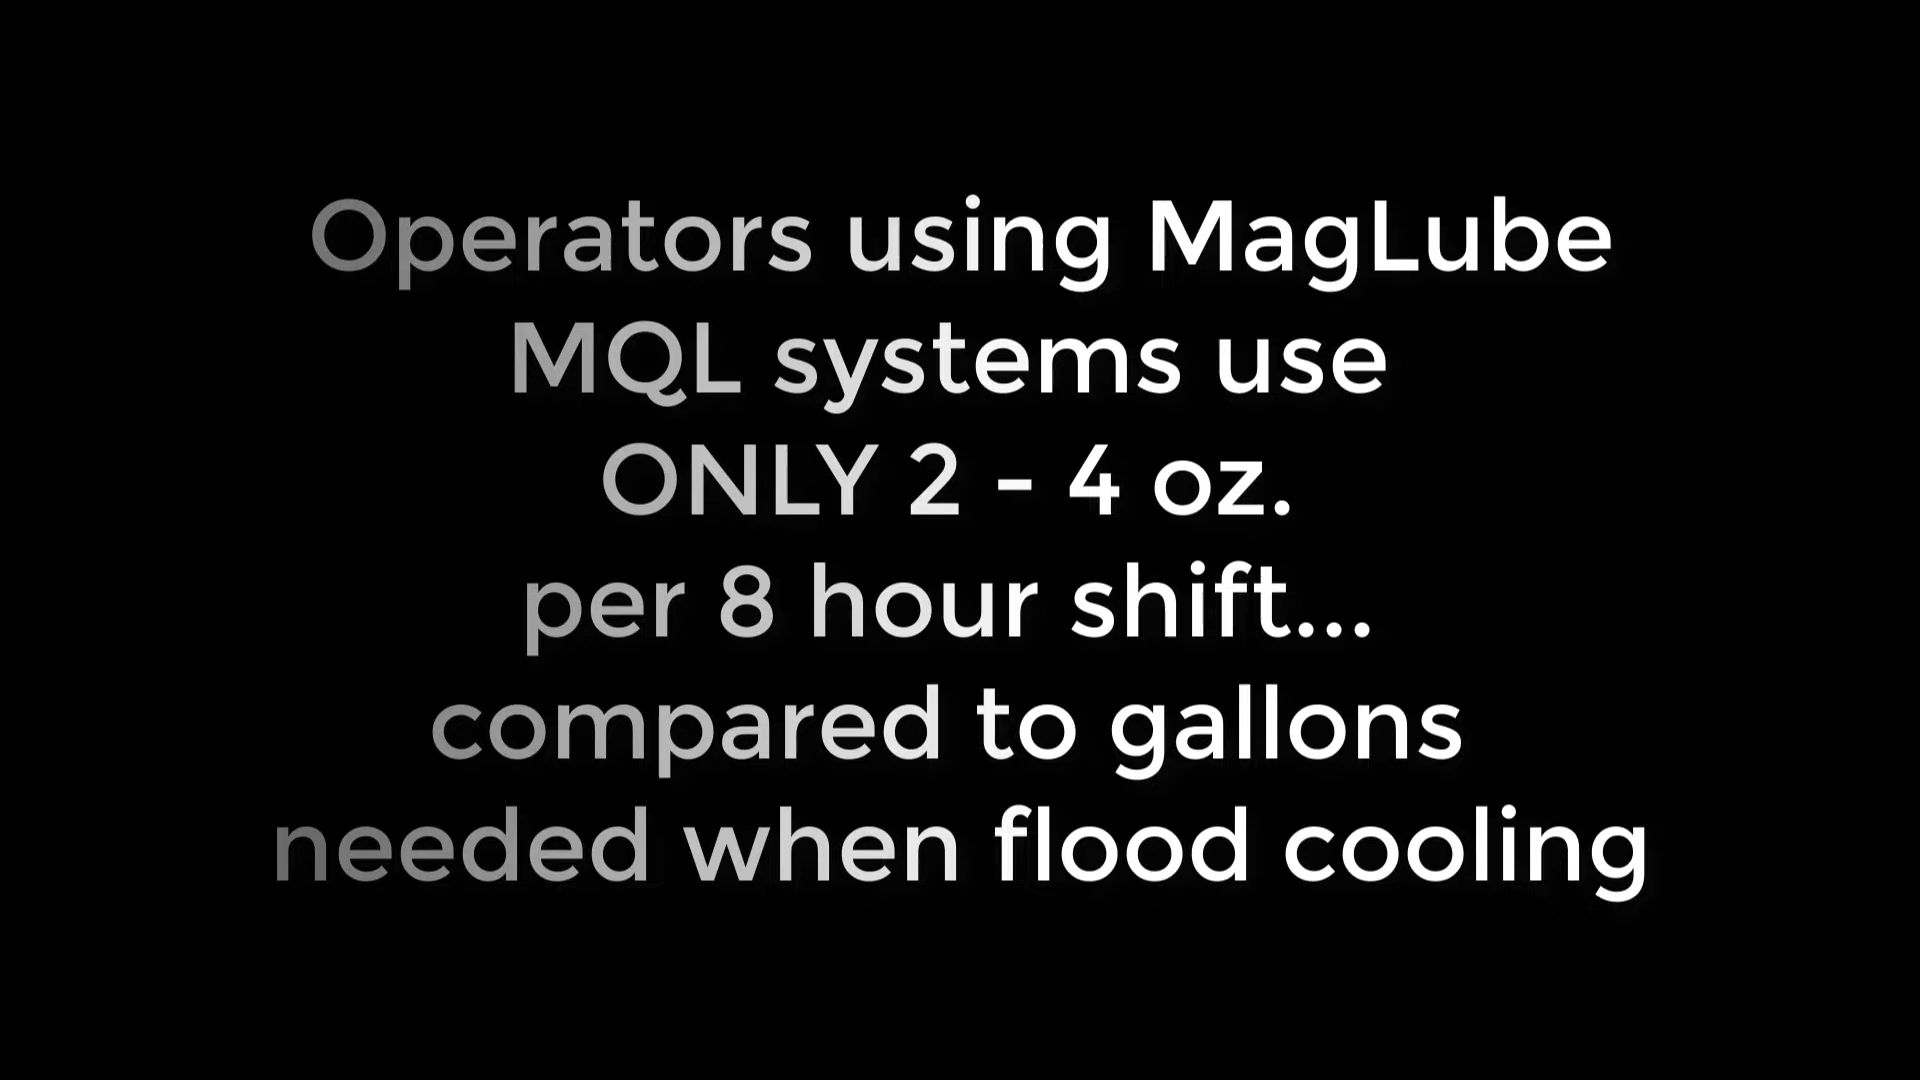 Operators using MagLube
MQL systems use
ONLY 2 - 4 oz.
per 8 hour shift...
compared to gallons
needed when flood cooling